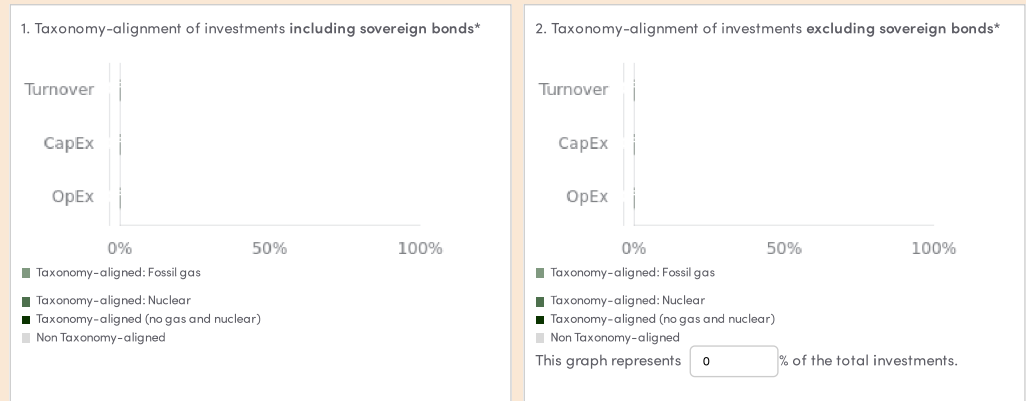 1. Taxonomy-alignment of investments including sovereign bonds*
Turnover
CapEx
OpEx
0% 50% 100%
Taxonomy-aligned: Fossil gas
Taxonomy-aligned: Nuclear
Taxonomy-aligned (no gas and nuclear)
Non Taxonomy-aligned
2. Taxonomy-alignment of investments excluding sovereign bonds*
Turnover
CapEx
OpEx
0% 50% 100%
Taxonomy-aligned: Fossil gas
Taxonomy-aligned: Nuclear
Taxonomy-aligned (no gas and nuclear)
Non Taxonomy-aligned
This graph represents 0 % of the total investments.